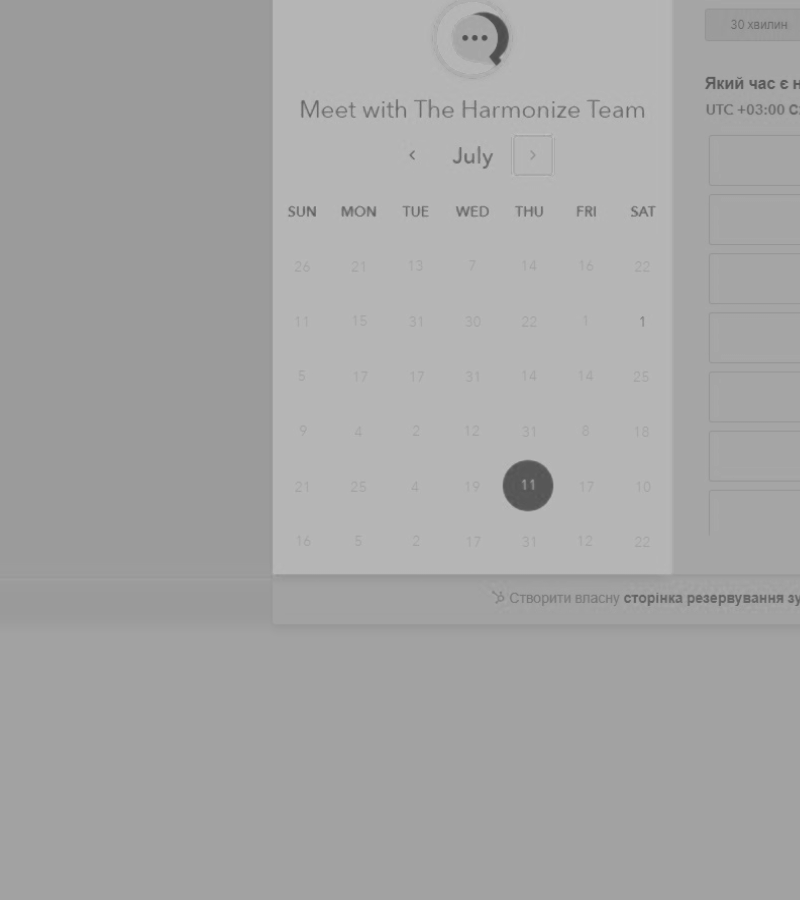 30 хвилин
Який час є н
UTC +03:00
Meet with The Harmonize Team
July
SUN MON TUE WED THU FRI SAT
26 21 13 7 14 16 22
11 15 31 30 22 1 1
5 17 17 31 14 14 25
9 4 2 12 31 8 18
21 25 4 19 11 17 10
16 5 2 17 31 12 22
Створити власну сторінка резервування зу